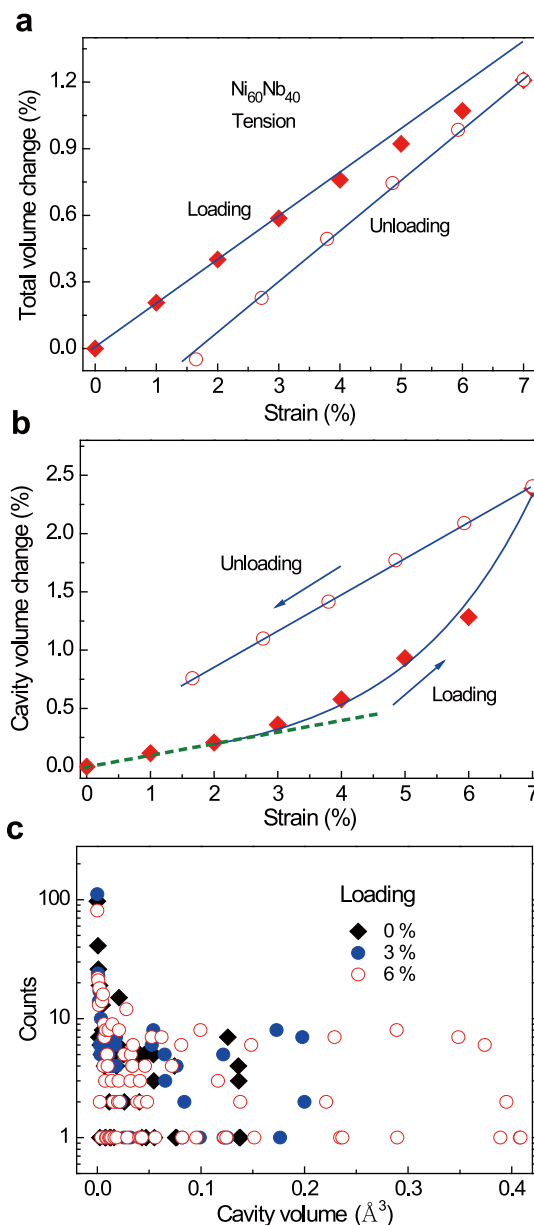 a
Total volume change (%)
1.2
0.9
0.6
0.3
0.0
Ni₆₀Nb₄₀
Tension
Loading
Unloading
0 1 2 3 4 5 6 7
Strain (%)
b
Cavity volume change (%)
2.5
2.0
1.5
1.0
0.5
0.0
Unloading
Loading
0 1 2 3 4 5 6 7
Strain (%)
c
Counts
100
10
1
Loading
0 %
3 %
6 %
0.0 0.1 0.2 0.3 0.4
Cavity volume (Å³)